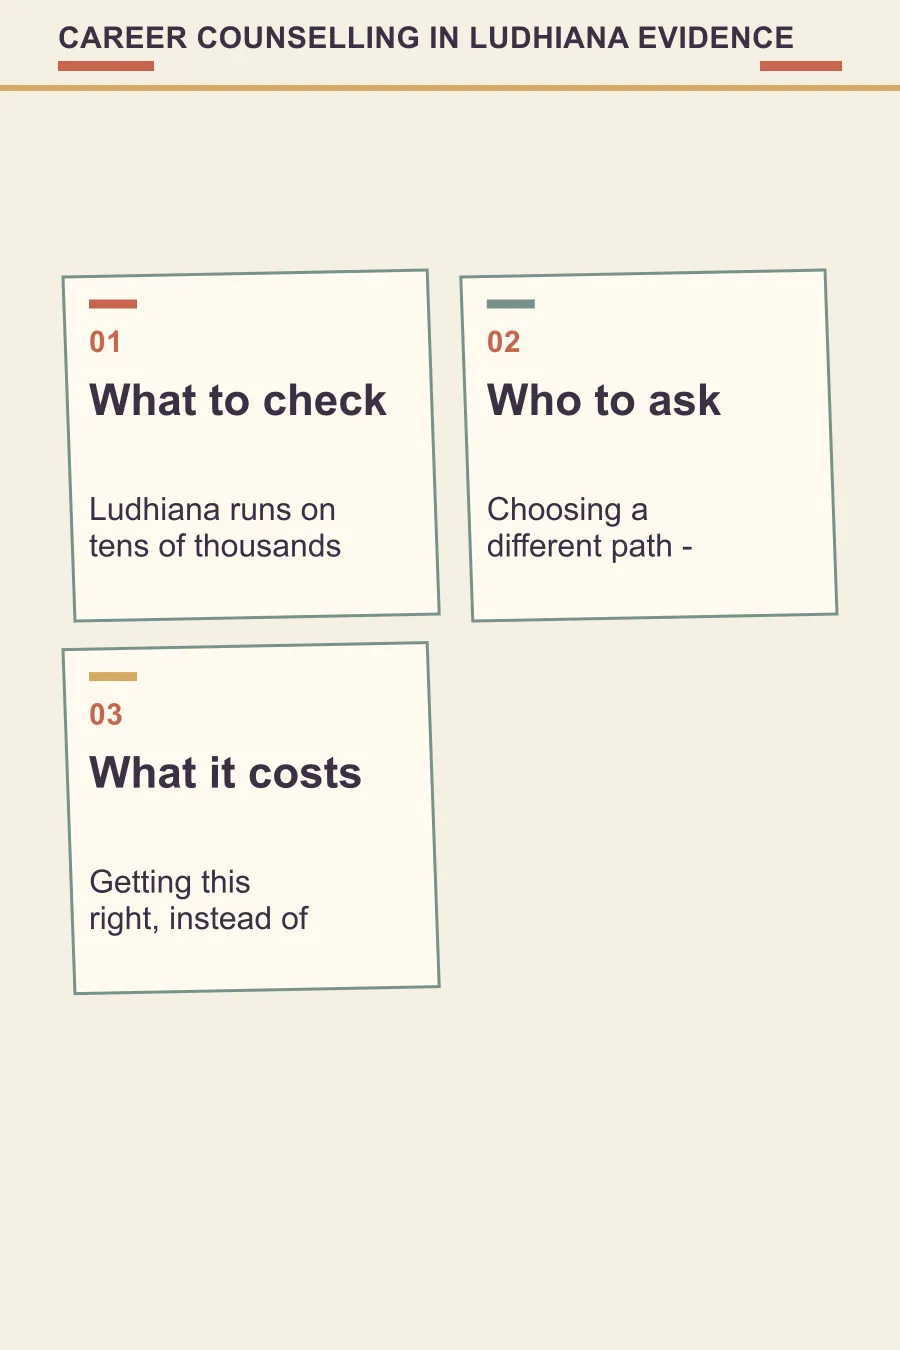 CAREER COUNSELLING IN LUDHIANA EVIDENCE
01
What to check
Ludhiana runs on
tens of thousands
02
Who to ask
Choosing a
different path -
03
What it costs
Getting this
right, instead of